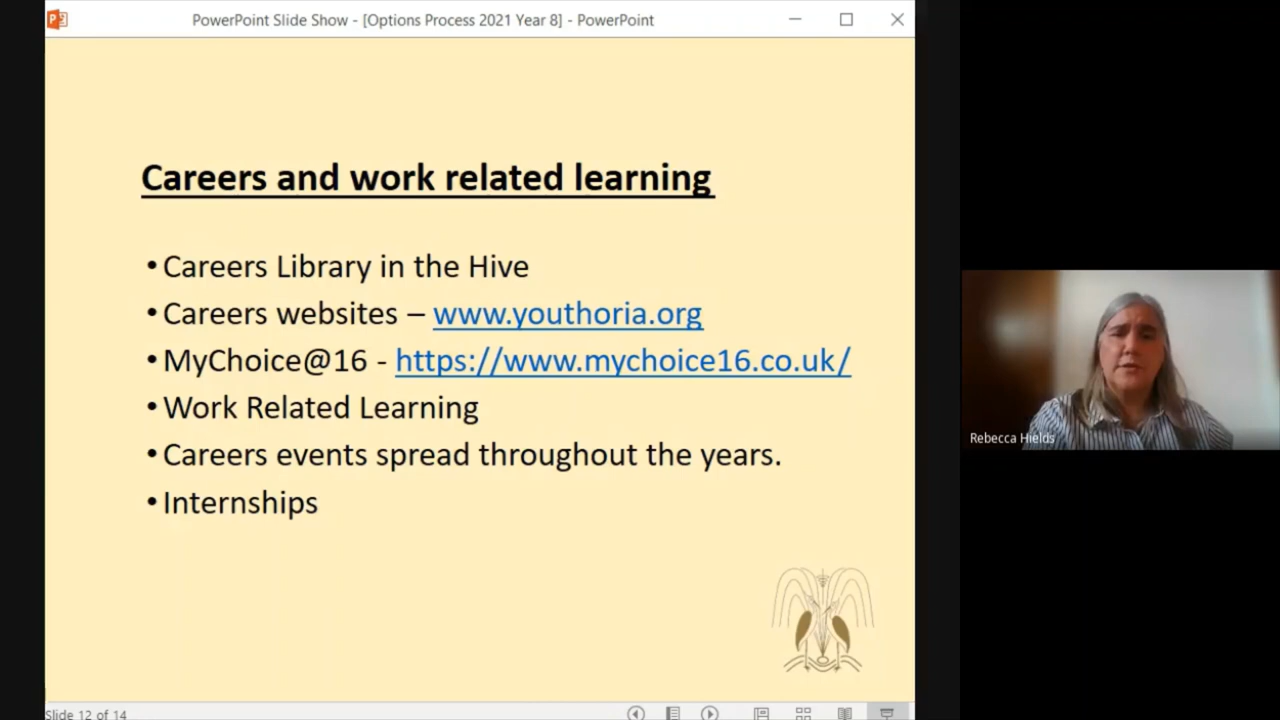 PowerPoint Slide Show - [Options Process 2021 Year 8] - PowerPoint
Careers and work related learning
• Careers Library in the Hive
• Careers websites – www.youthoria.org
• MyChoice@16 - https://www.mychoice16.co.uk/
• Work Related Learning
• Careers events spread throughout the years.
• Internships
Rebecca Hields
Slide 12 of 14